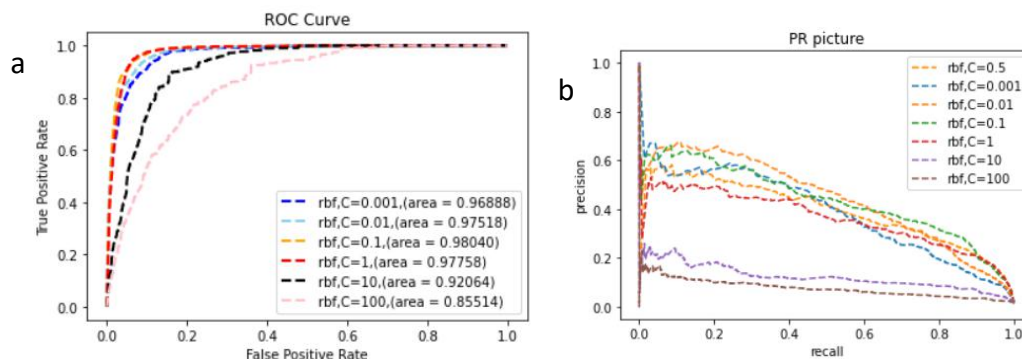 a
ROC Curve
True Positive Rate
1.0
0.8
0.6
0.4
0.2
0.0
rbf,C=0.001,(area = 0.96888)
rbf,C=0.01,(area = 0.97518)
rbf,C=0.1,(area = 0.98040)
rbf,C=1,(area = 0.97758)
rbf,C=10,(area = 0.92064)
rbf,C=100,(area = 0.85514)
0.0 0.2 0.4 0.6 0.8 1.0
False Positive Rate
b
PR picture
precision
1.0
0.8
0.6
0.4
0.2
0.0
rbf,C=0.5
rbf,C=0.001
rbf,C=0.01
rbf,C=0.1
rbf,C=1
rbf,C=10
rbf,C=100
0.0 0.2 0.4 0.6 0.8 1.0
recall